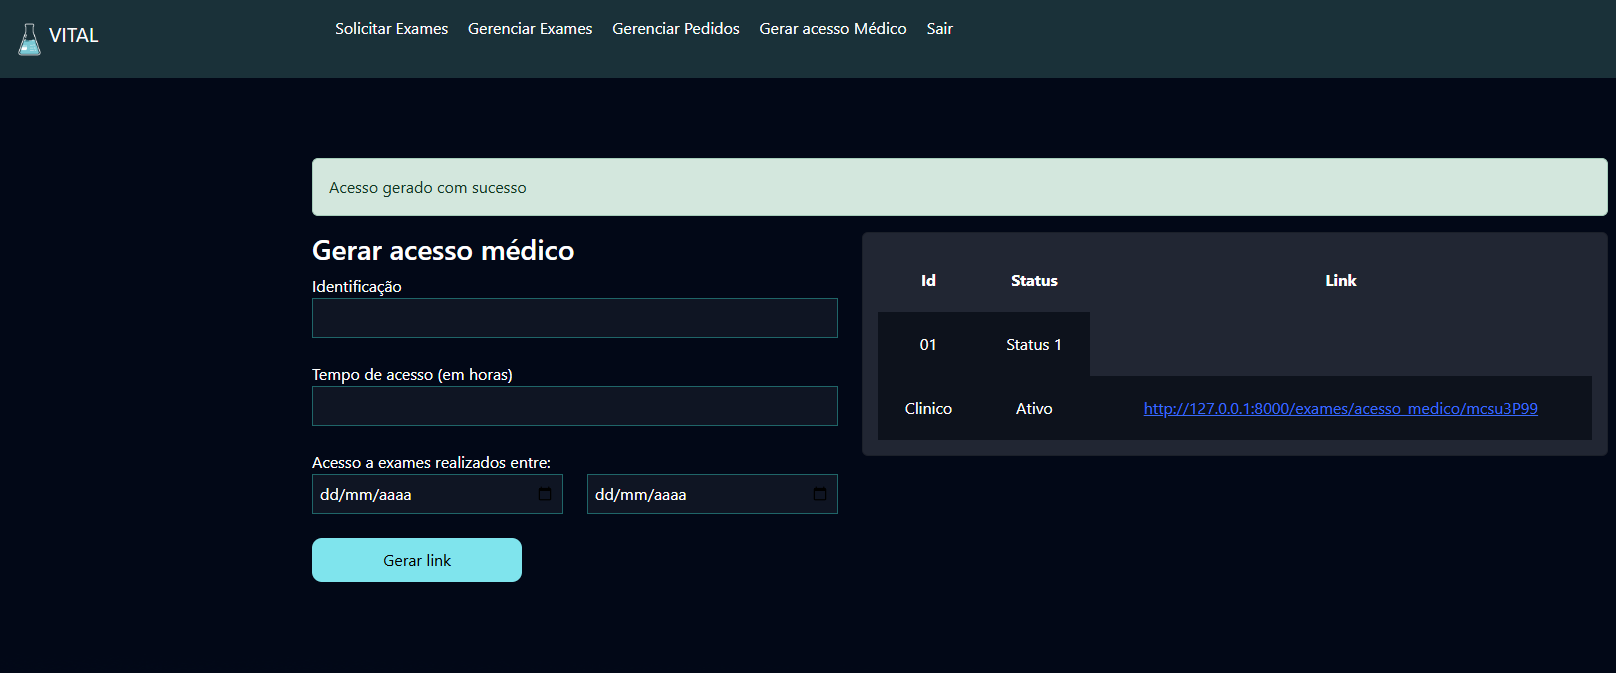 VITAL
Solicitar Exames Gerenciar Exames Gerenciar Pedidos Gerar acesso Médico Sair
Acesso gerado com sucesso
Gerar acesso médico
Identificação
Tempo de acesso (em horas)
Acesso a exames realizados entre:
dd/mm/aaaa dd/mm/aaaa
Gerar link
Id Status Link
01 Status 1
Clinico Ativo http://127.0.0.1:8000/exames/acesso_medico/mcsu3P99